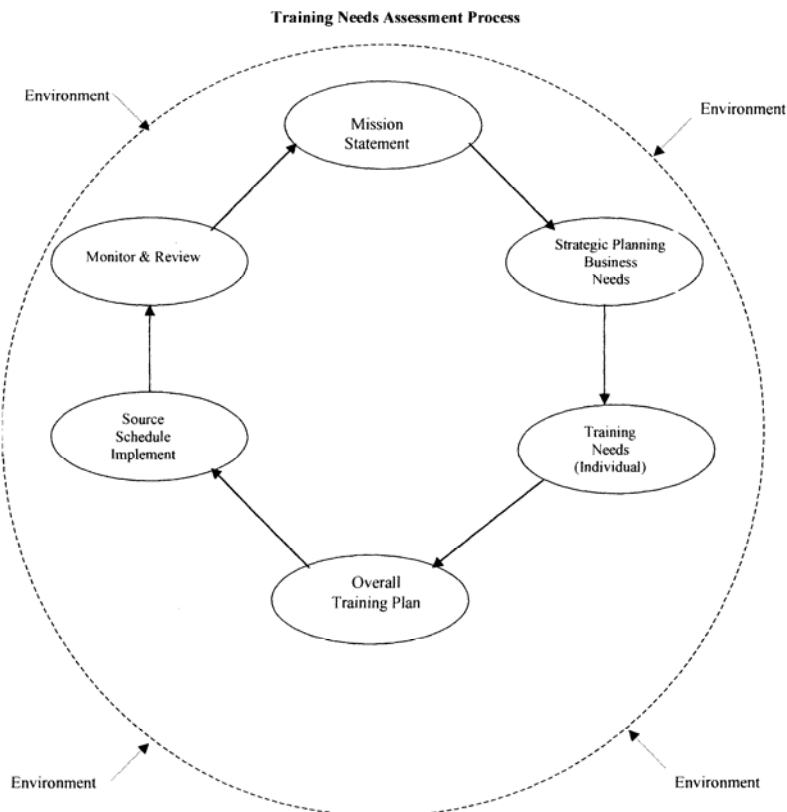 Training Needs Assessment Process
Environment
Environment
Mission
Statement
Monitor & Review
Strategic Planning
Business
Needs
Source
Schedule
Implement
Training
Needs
(Individual)
Overall
Training Plan
Environment
Environment